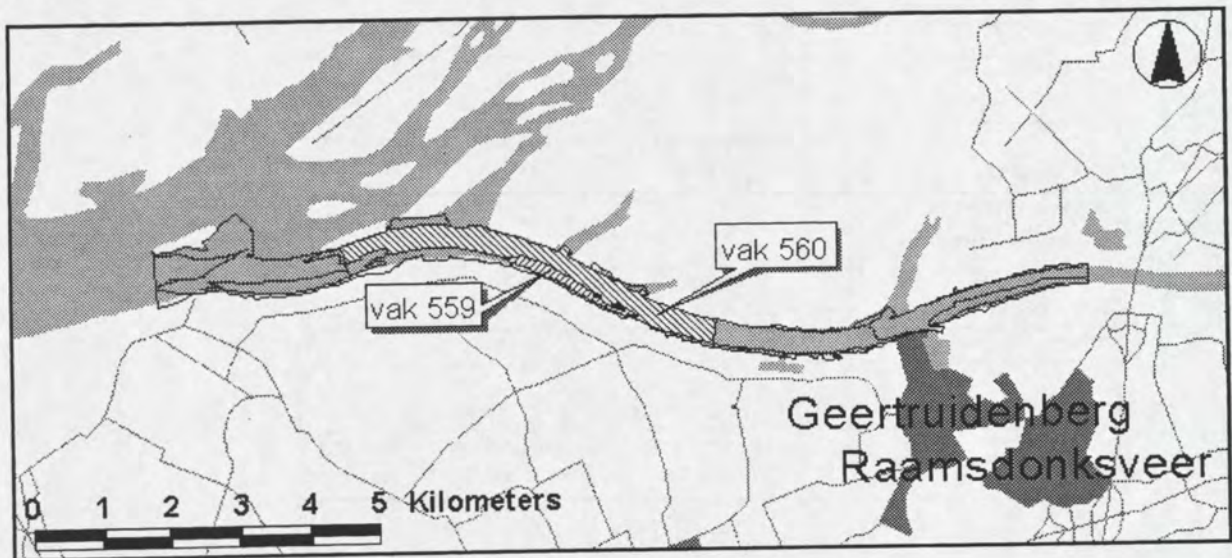 vak 560
vak 559
Geertruidenberg
Raamsdonksveer
0 1 2 3 4 5 Kilometers